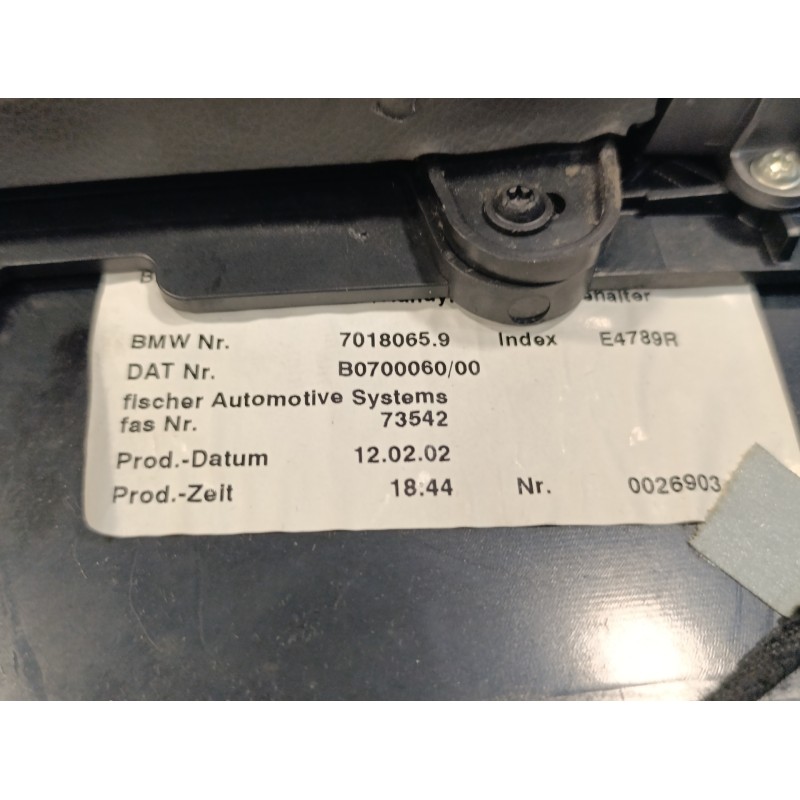 BMW Nr. 7018065.9 Index E4789R
DAT Nr. B0700060/00
fischer Automotive Systems
fas Nr. 73542
Prod.-Datum 12.02.02
Prod.-Zeit 18:44 Nr. 0026903